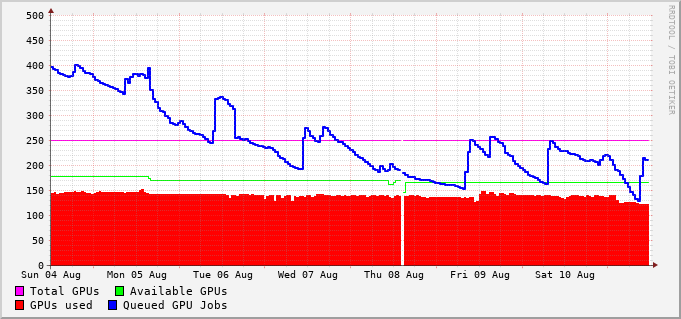 500
450
400
350
300
250
200
150
100
50
0
Sun 04 Aug Mon 05 Aug Tue 06 Aug Wed 07 Aug Thu 08 Aug Fri 09 Aug Sat 10 Aug
Total GPUs Available GPUs
GPUs used Queued GPU Jobs
RRDTOOL / TOBI OETIKER